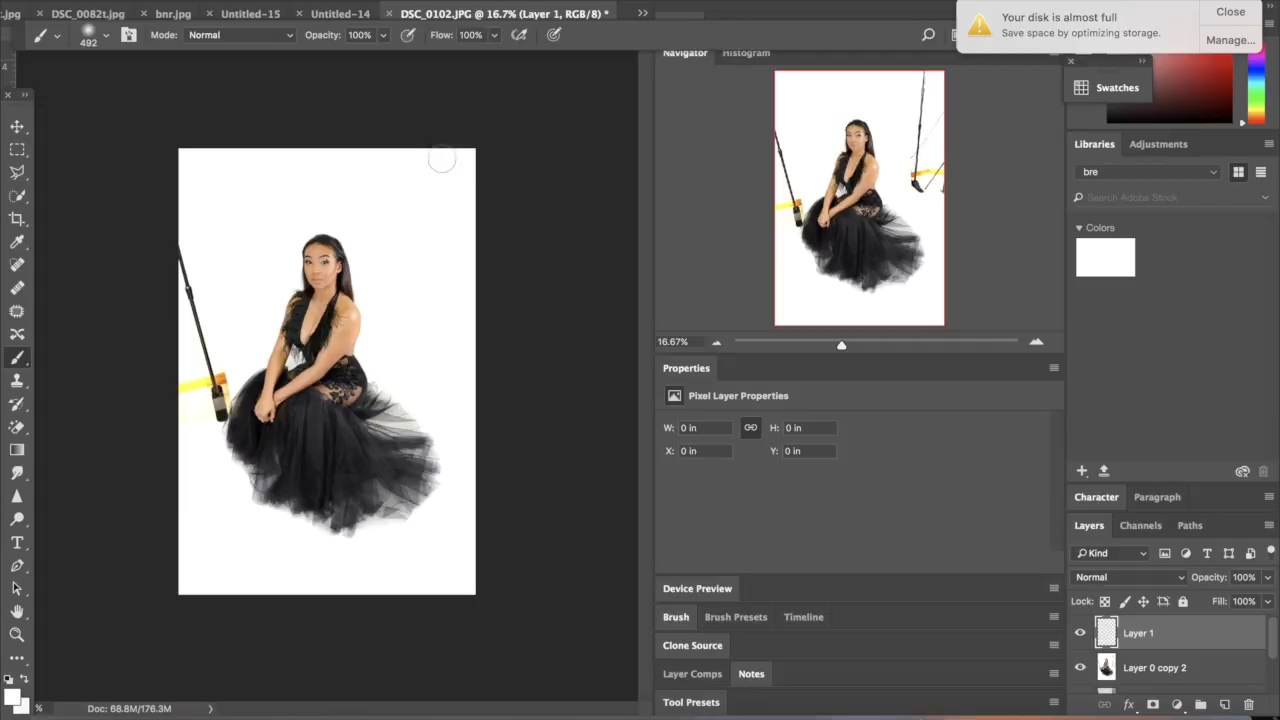 .jpg DSC_0082t.jpg bnr.jpg Untitled-15 Untitled-14 DSC_0102.JPG @ 16.7% (Layer 1, RGB/8) *
Your disk is almost full
Save space by optimizing storage.
Close
Manage...
492 Mode: Normal Opacity: 100% Flow: 100%
4
Navigator Histogram
Swatches
Libraries Adjustments
bre
Search Adobe Stock
Colors
16.67%
Properties
Pixel Layer Properties
W: 0 in H: 0 in
X: 0 in Y: 0 in
Character Paragraph
Layers Channels Paths
Kind
Normal Opacity: 100%
Lock: Fill: 100%
Device Preview
Brush Brush Presets Timeline
Clone Source
Layer 1
Layer Comps Notes
Layer 0 copy 2
Tool Presets
% Doc: 68.8M/176.3M